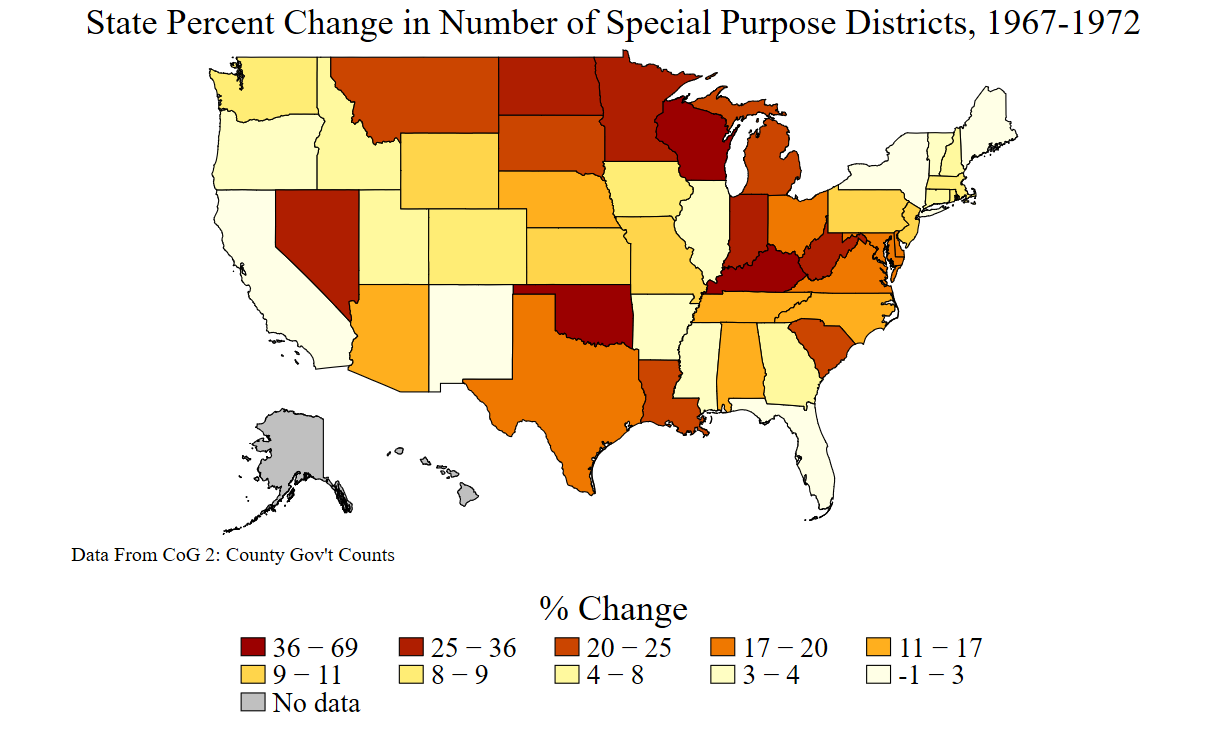 State Percent Change in Number of Special Purpose Districts, 1967-1972
Data From CoG 2: County Gov't Counts
% Change
36 − 69 25 − 36 20 − 25 17 − 20 11 − 17
9 − 11 8 − 9 4 − 8 3 − 4 -1 − 3
No data